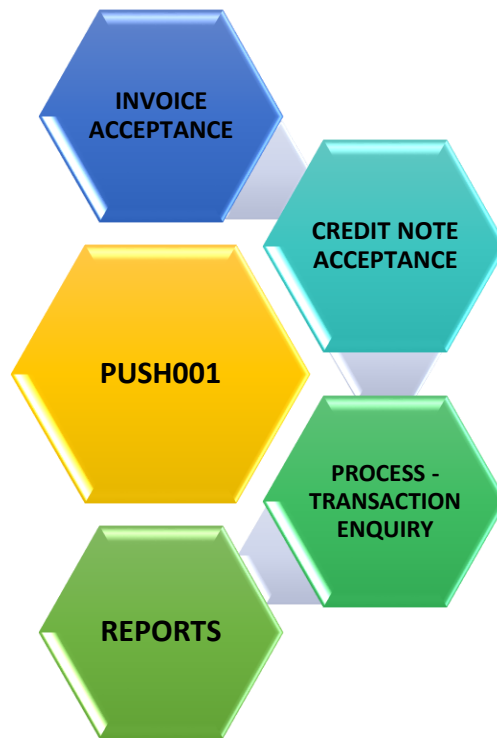 INVOICE
ACCEPTANCE
CREDIT NOTE
ACCEPTANCE
PUSH001
PROCESS -
TRANSACTION
ENQUIRY
REPORTS